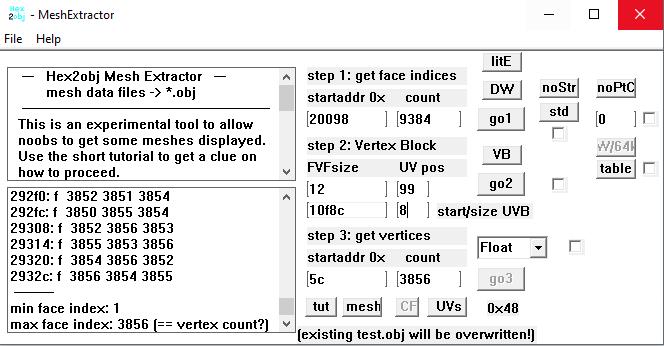 Hex
2obj - MeshExtractor
File Help
— Hex2obj Mesh Extractor —
mesh data files -> *.obj
This is an experimental tool to allow
noobs to get some meshes displayed.
Use the short tutorial to get a clue on
how to proceed.
292f0: f 3852 3851 3854
292fc: f 3850 3855 3854
29308: f 3852 3856 3853
29314: f 3855 3853 3856
29320: f 3854 3856 3852
2932c: f 3856 3854 3855
min face index: 1
max face index: 3856 (== vertex count?)
step 1: get face indices
startaddr 0x count
20098 9384
step 2: Vertex Block
FVFsize UV pos
12 99
10f8c 8 start/size UVB
step 3: get vertices
startaddr 0x count
5c 3856
tut mesh CF UVs 0x48
(existing test.obj will be overwritten!)
litE
DW noStr noPtC
go1 std 0
VB W/64k
go2 table
Float
go3